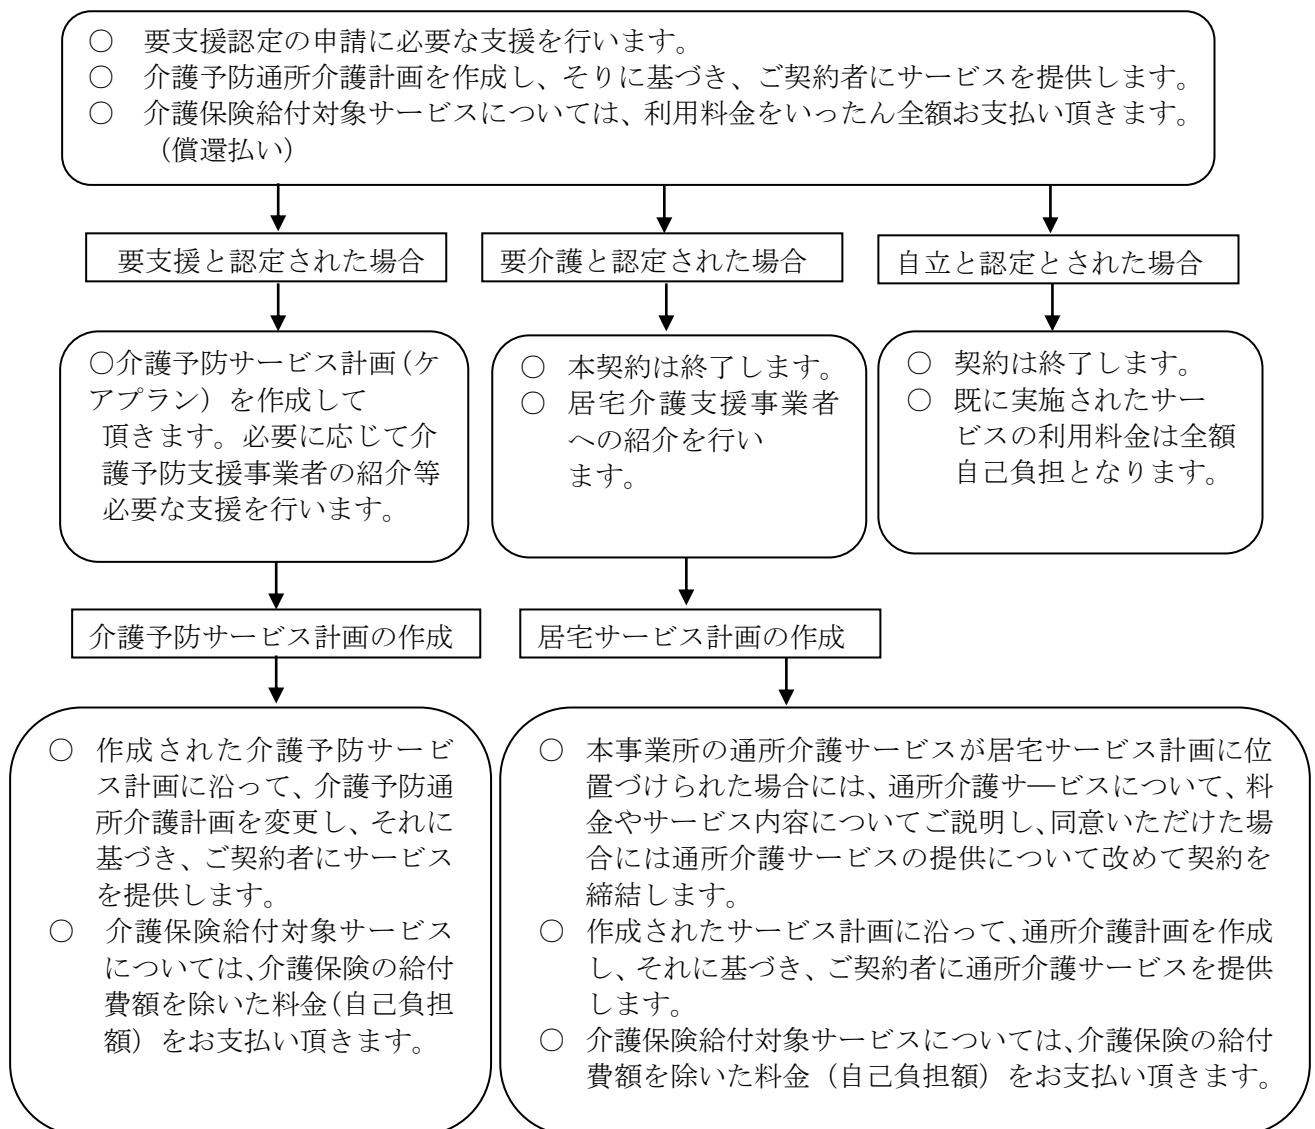 ○ 要支援認定の申請に必要な支援を行います。
○ 介護予防通所介護計画を作成し、そりに基づき、ご契約者にサービスを提供します。
○ 介護保険給付対象サービスについては、利用料金をいったん全額お支払い頂きます。
（償還払い）
要支援と認定された場合
要介護と認定された場合
自立と認定とされた場合
○介護予防サービス計画（ケ
アプラン）を作成して
頂きます。必要に応じて介
護予防支援事業者の紹介等
必要な支援を行います。
○ 本契約は終了します。
○ 居宅介護支援事業者
への紹介を行い
ます。
○ 契約は終了します。
○ 既に実施されたサー
ビスの利用料金は全額
自己負担となります。
介護予防サービス計画の作成
居宅サービス計画の作成
○ 作成された介護予防サービ
ス計画に沿って、介護予防通
所介護計画を変更し、それに
基づき、ご契約者にサービス
を提供します。
○ 介護保険給付対象サービス
については、介護保険の給付
費額を除いた料金（自己負担
額）をお支払い頂きます。
○ 本事業所の通所介護サービスが居宅サービス計画に位
置づけられた場合には、通所介護サ―ビスについて、料
金やサービス内容についてご説明し、同意いただけた場
合には通所介護サービスの提供について改めて契約を
締結します。
○ 作成されたサービス計画に沿って、通所介護計画を作成
し、それに基づき、ご契約者に通所介護サービスを提供
します。
○ 介護保険給付対象サービスについては、介護保険の給付
費額を除いた料金（自己負担額）をお支払い頂きます。